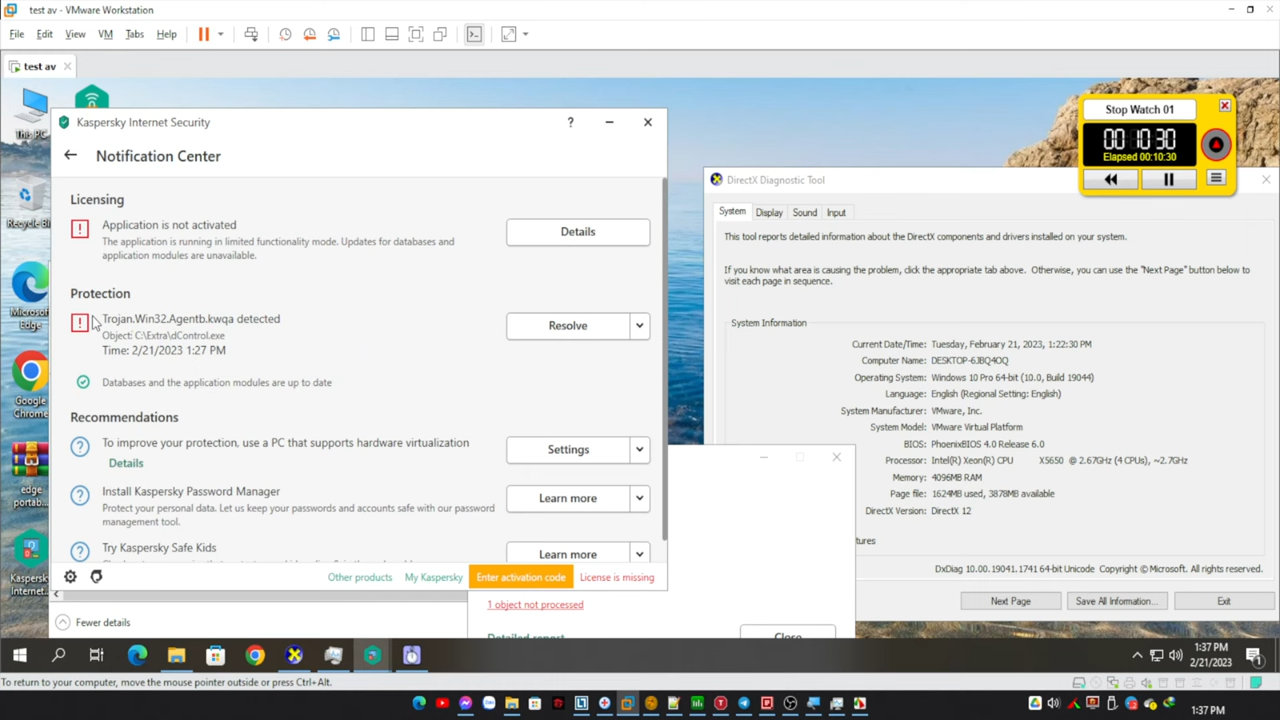 test av - VMware Workstation
File Edit View VM Tabs Help
test av
This PC
Recycle Bi
Microsof
Edge
Google
Chrome
edge
portab...
Kaspersky
Internet...
Kaspersky Internet Security
?
Notification Center
Licensing
Application is not activated
The application is running in limited functionality mode. Updates for databases and
application modules are unavailable.
Details
Protection
Trojan.Win32.Agentb.kwqa detected
Object: C:\Extra\dControl.exe
Time: 2/21/2023 1:27 PM
Resolve
Databases and the application modules are up to date
Recommendations
To improve your protection, use a PC that supports hardware virtualization
Details
Settings
Install Kaspersky Password Manager
Protect your personal data. Let us keep your passwords and accounts safe with our password
management tool.
Learn more
Try Kaspersky Safe Kids
Learn more
Other products My Kaspersky Enter activation code License is missing
1 object not processed
Detailed report
Close
Fewer details
Stop Watch 01
00 10 30
Elapsed 00:10:30
DirectX Diagnostic Tool
System Display Sound Input
This tool reports detailed information about the DirectX components and drivers installed on your system.
If you know what area is causing the problem, click the appropriate tab above. Otherwise, you can use the "Next Page" button below to
visit each page in sequence.
System Information
Current Date/Time: Tuesday, February 21, 2023, 1:22:30 PM
Computer Name: DESKTOP-6JBQ4OQ
Operating System: Windows 10 Pro 64-bit (10.0, Build 19044)
Language: English (Regional Setting: English)
System Manufacturer: VMware, Inc.
System Model: VMware Virtual Platform
BIOS: PhoenixBIOS 4.0 Release 6.0
Processor: Intel(R) Xeon(R) CPU X5650 @ 2.67GHz (4 CPUs), ~2.7GHz
Memory: 4096MB RAM
Page file: 1624MB used, 3878MB available
DirectX Version: DirectX 12
atures
DxDiag 10.00.19041.1741 64-bit Unicode Copyright © Microsoft. All rights reserved.
Next Page Save All Information... Exit
1:37 PM
2/21/2023
To return to your computer, move the mouse pointer outside or press Ctrl+Alt.
1:37 PM